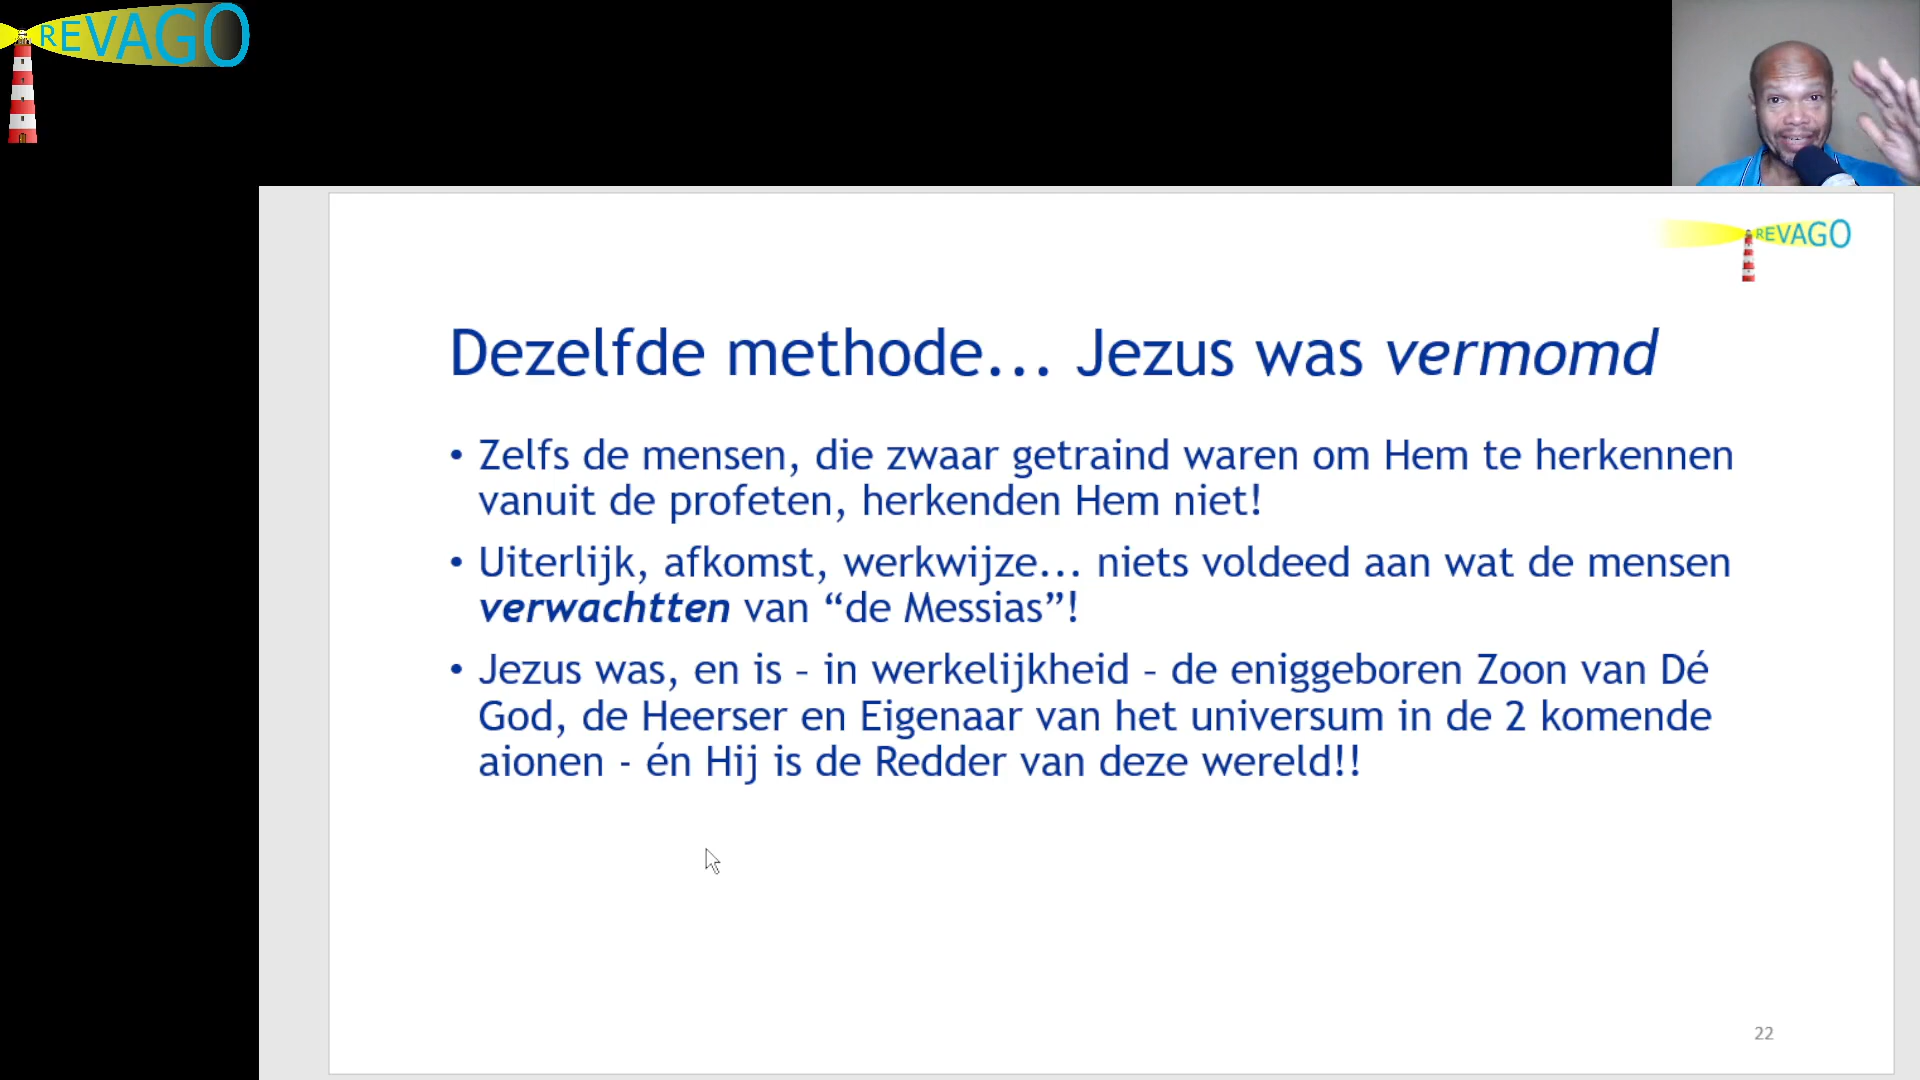 REVAGO
REVAGO
Dezelfde methode... Jezus was vermomd
• Zelfs de mensen, die zwaar getraind waren om Hem te herkennen
vanuit de profeten, herkenden Hem niet!
• Uiterlijk, afkomst, werkwijze... niets voldeed aan wat de mensen
verwachtten van “de Messias”!
• Jezus was, en is – in werkelijkheid – de eniggeboren Zoon van Dé
God, de Heerser en Eigenaar van het universum in de 2 komende
aionen - én Hij is de Redder van deze wereld!!
22